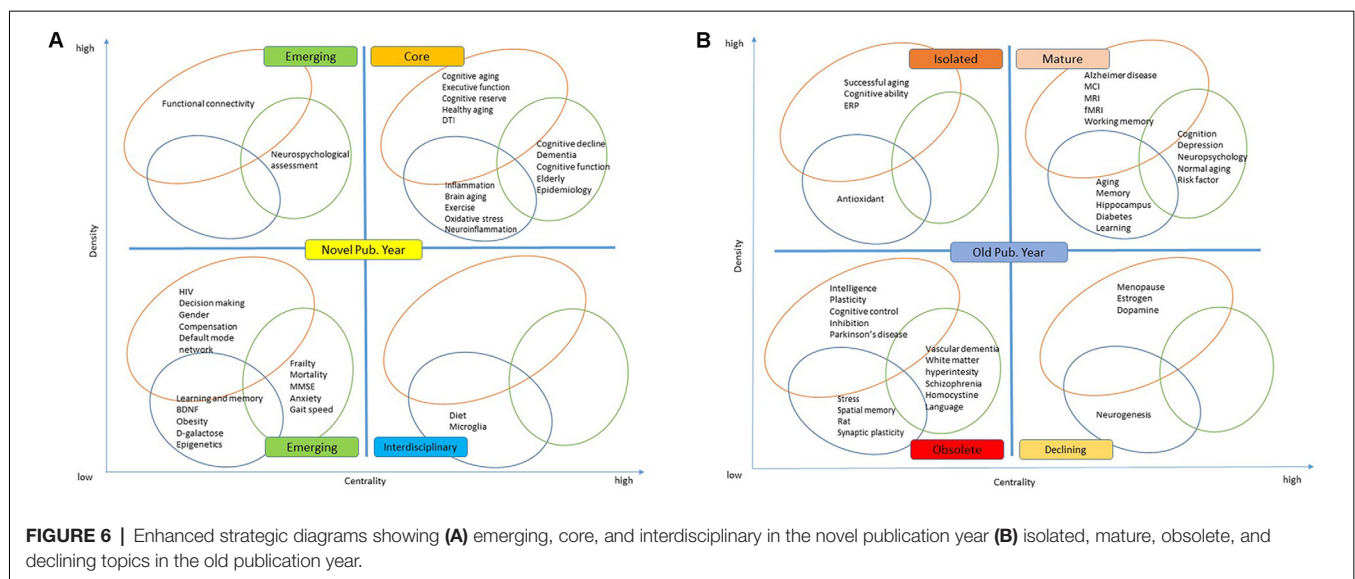 A
high
Emerging
Core
Functional connectivity
Neurospychological
assessment
Cognitive aging
Executive function
Cognitive reserve
Healthy aging
DTI
Cognitive decline
Dementia
Cognitive function
Elderly
Epidemiology
Inflammation
Brain aging
Exercise
Oxidative stress
Neuroinflammation
Density
Novel Pub. Year
HIV
Decision making
Gender
Compensation
Default mode
network
Frailty
Mortality
MMSE
Anxiety
Gait speed
Learning and memory
BDNF
Obesity
D-galactose
Epigenetics
Diet
Microglia
Emerging
Interdisciplinary
low
Centrality
high
B
high
Isolated
Mature
Successful aging
Cognitive ability
ERP
Antioxidant
Alzheimer disease
MCI
MRI
fMRI
Working memory
Cognition
Depression
Neuropsychology
Normal aging
Risk factor
Aging
Memory
Hippocampus
Diabetes
Learning
Density
Old Pub. Year
Intelligence
Plasticity
Cognitive control
Inhibition
Parkinson's disease
Vascular dementia
White matter
hyperintesity
Schizophrenia
Homocystine
Language
Stress
Spatial memory
Rat
Synaptic plasticity
Menopause
Estrogen
Dopamine
Neurogenesis
Obsolete
Declining
low
Centrality
high
FIGURE 6 | Enhanced strategic diagrams showing (A) emerging, core, and interdisciplinary in the novel publication year (B) isolated, mature, obsolete, and
declining topics in the old publication year.